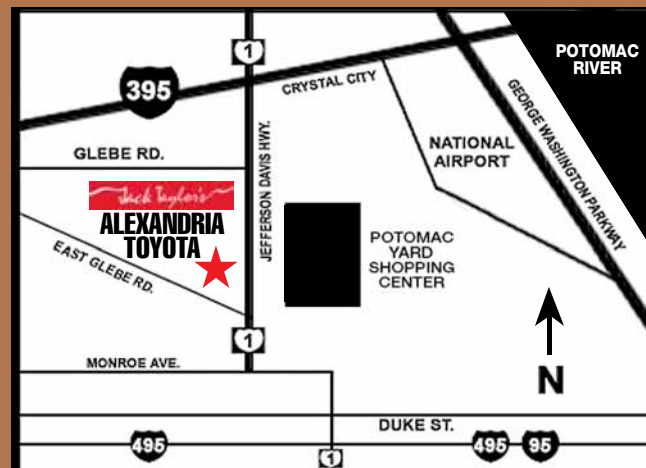 1
POTOMAC
RIVER
395
CRYSTAL CITY
GEORGE WASHINGTON PARKWAY
NATIONAL
AIRPORT
GLEBE RD.
JEFFERSON DAVIS HWY.
Jack Taylor's
ALEXANDRIA
TOYOTA
EAST GLEBE RD.
POTOMAC
YARD
SHOPPING
CENTER
1
MONROE AVE.
N
DUKE ST.
495
1
495
95